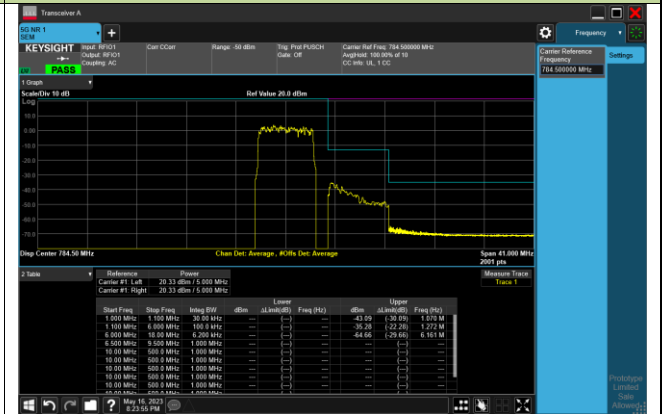 Transceiver A
5G NR 1
SEM
Frequency
KEYSIGHT
Input: RFIO1
Output: RFIO1
Coupling: AC
Corr CCorr
Range: -50 dBm
Trig: Prot PUSCH
Gate: Off
Carrier Ref Freq: 784.500000 MHz
Avg|Hold: 100.00% of 10
CC Info: UL, 1 CC
PASS
Carrier Reference
Frequency
784.500000 MHz
Settings
1 Graph
Scale/Div 10 dB
Ref Value 20.0 dBm
Log
10.0
0.00
-10.0
-20.0
-30.0
-40.0
-50.0
-60.0
-70.0
Disp Center 784.50 MHz
Chan Det: Average , #Offs Det: Average
Span 41.000 MHz
2001 pts
2 Table
Reference Power
Carrier #1: Left 20.33 dBm / 5.000 MHz
Carrier #1: Right 20.33 dBm / 5.000 MHz
Measure Trace
Trace 1
Lower Upper
Start Freq Stop Freq Integ BW dBm ΔLimit(dB) Freq (Hz) dBm ΔLimit(dB) Freq (Hz)
1.000 MHz 1.100 MHz 30.00 kHz --- (---) --- -43.09 (-30.09) 1.070 M
1.100 MHz 6.000 MHz 100.0 kHz --- (---) --- -35.28 (-22.28) 1.272 M
6.000 MHz 18.00 MHz 6.200 kHz --- (---) --- -64.66 (-29.66) 6.161 M
6.500 MHz 9.500 MHz 1.000 MHz --- (---) --- --- (---) ---
10.00 MHz 500.0 MHz 1.000 MHz --- (---) --- --- (---) ---
10.00 MHz 500.0 MHz 1.000 MHz --- (---) --- --- (---) ---
10.00 MHz 500.0 MHz 1.000 MHz --- (---) --- --- (---) ---
10.00 MHz 500.0 MHz 1.000 MHz --- (---) --- --- (---) ---
10.00 MHz 500.0 MHz 1.000 MHz --- (---) --- --- (---) ---
Prototype
Limited
Sale
Allowed
May 16, 2023
8:23:55 PM